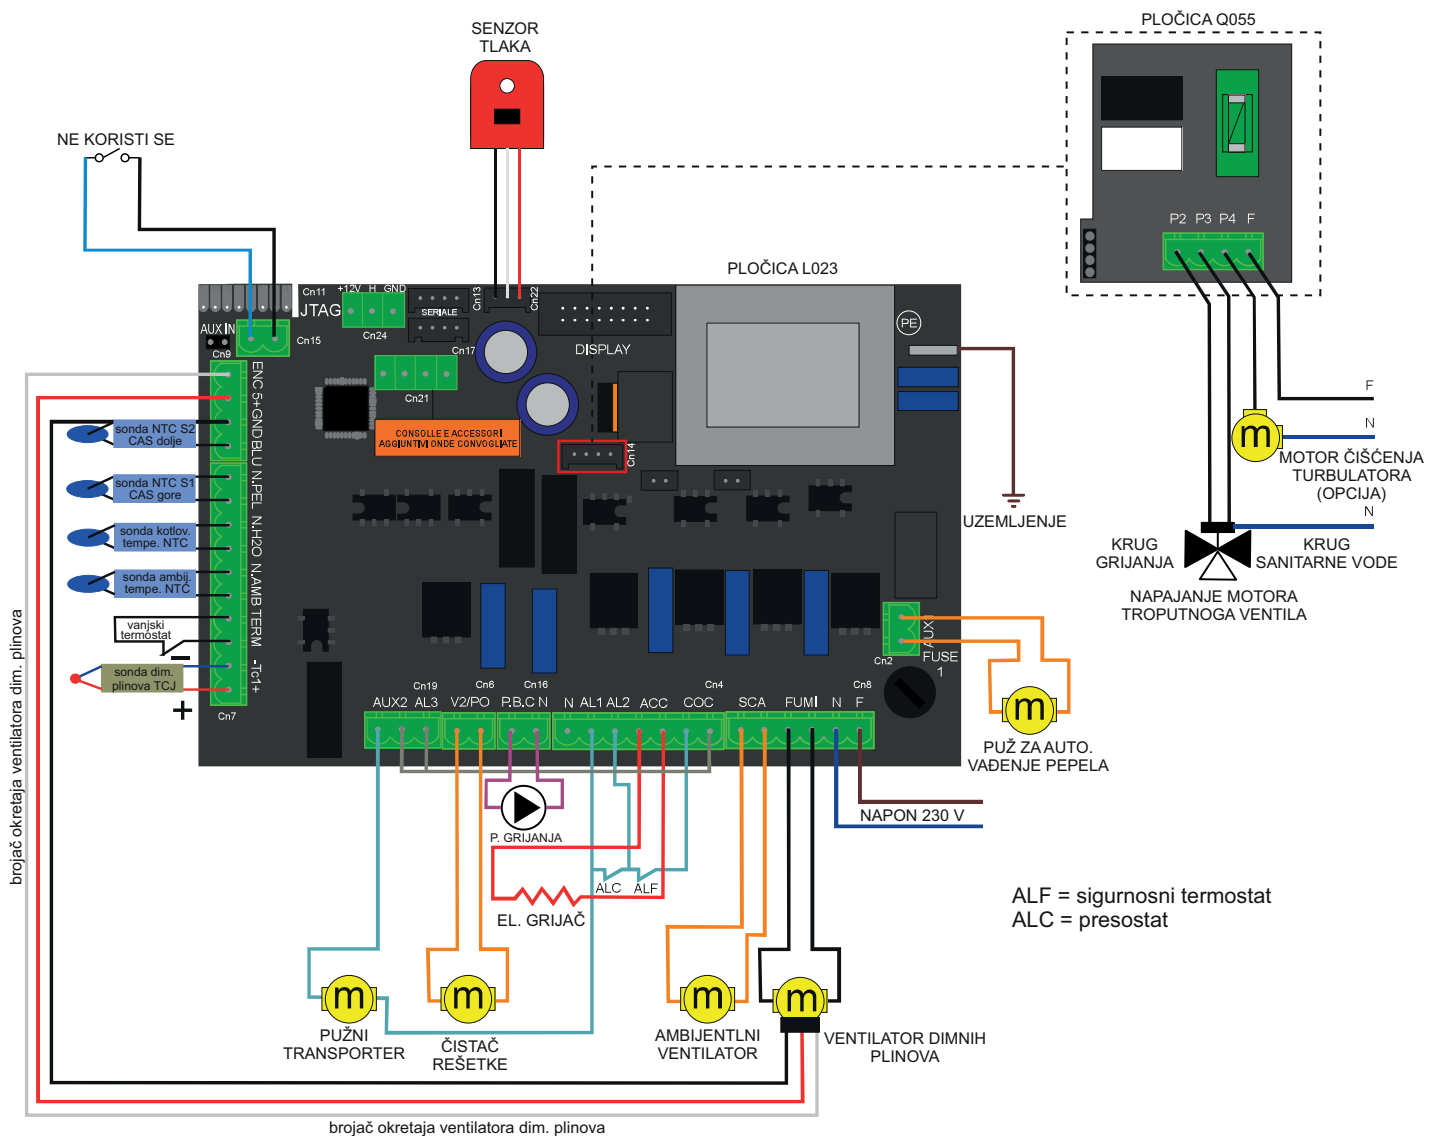 PLOČICA Q055
SENZOR
TLAKA
NE KORISTI SE
P2 P3 P4 F
PLOČICA L023
Cn11
JTAG
+12V H GND
Cn24
SERIALE
Cn13
Cn22
Cn17
DISPLAY
PE
AUX IN
Cn15
Cn9
Cn21
CONSOLLE E ACCESSORI
AGGIUNTIVI ONDE CONVOGLIATE
Cn14
ENC 5+GNDBLU N.PEL N.H2O N.AMB TERM -Tc1+
sonda NTC S2
CAS dolje
sonda NTC S1
CAS gore
sonda kotlov.
tempe. NTC
sonda ambij.
tempe. NTC
vanjski
termostat
sonda dim.
plinova TCJ
+
Cn7
F
N
m
MOTOR ČIŠĆENJA
TURBULATORA
(OPCIJA)
N
UZEMLJENJE
KRUG
GRIJANJA
KRUG
SANITARNE VODE
NAPAJANJE MOTORA
TROPUTNOGA VENTILA
AUX1
Cn2
FUSE
1
m
PUŽ ZA AUTO.
VAĐENJE PEPELA
Cn19 Cn6 Cn16 Cn4 Cn8
AUX2 AL3 V2/PO P.B.C N N AL1 AL2 ACC COC SCA FUMI N F
NAPON 230 V
P. GRIJANJA
ALC ALF
EL. GRIJAČ
ALF = sigurnosni termostat
ALC = presostat
m
PUŽNI
TRANSPORTER
m
ČISTAČ
REŠETKE
m
AMBIJENTLNI
VENTILATOR
m
VENTILATOR DIMNIH
PLINOVA
brojač okretaja ventilatora dim. plinova
brojač okretaja ventilatora dim. plinova